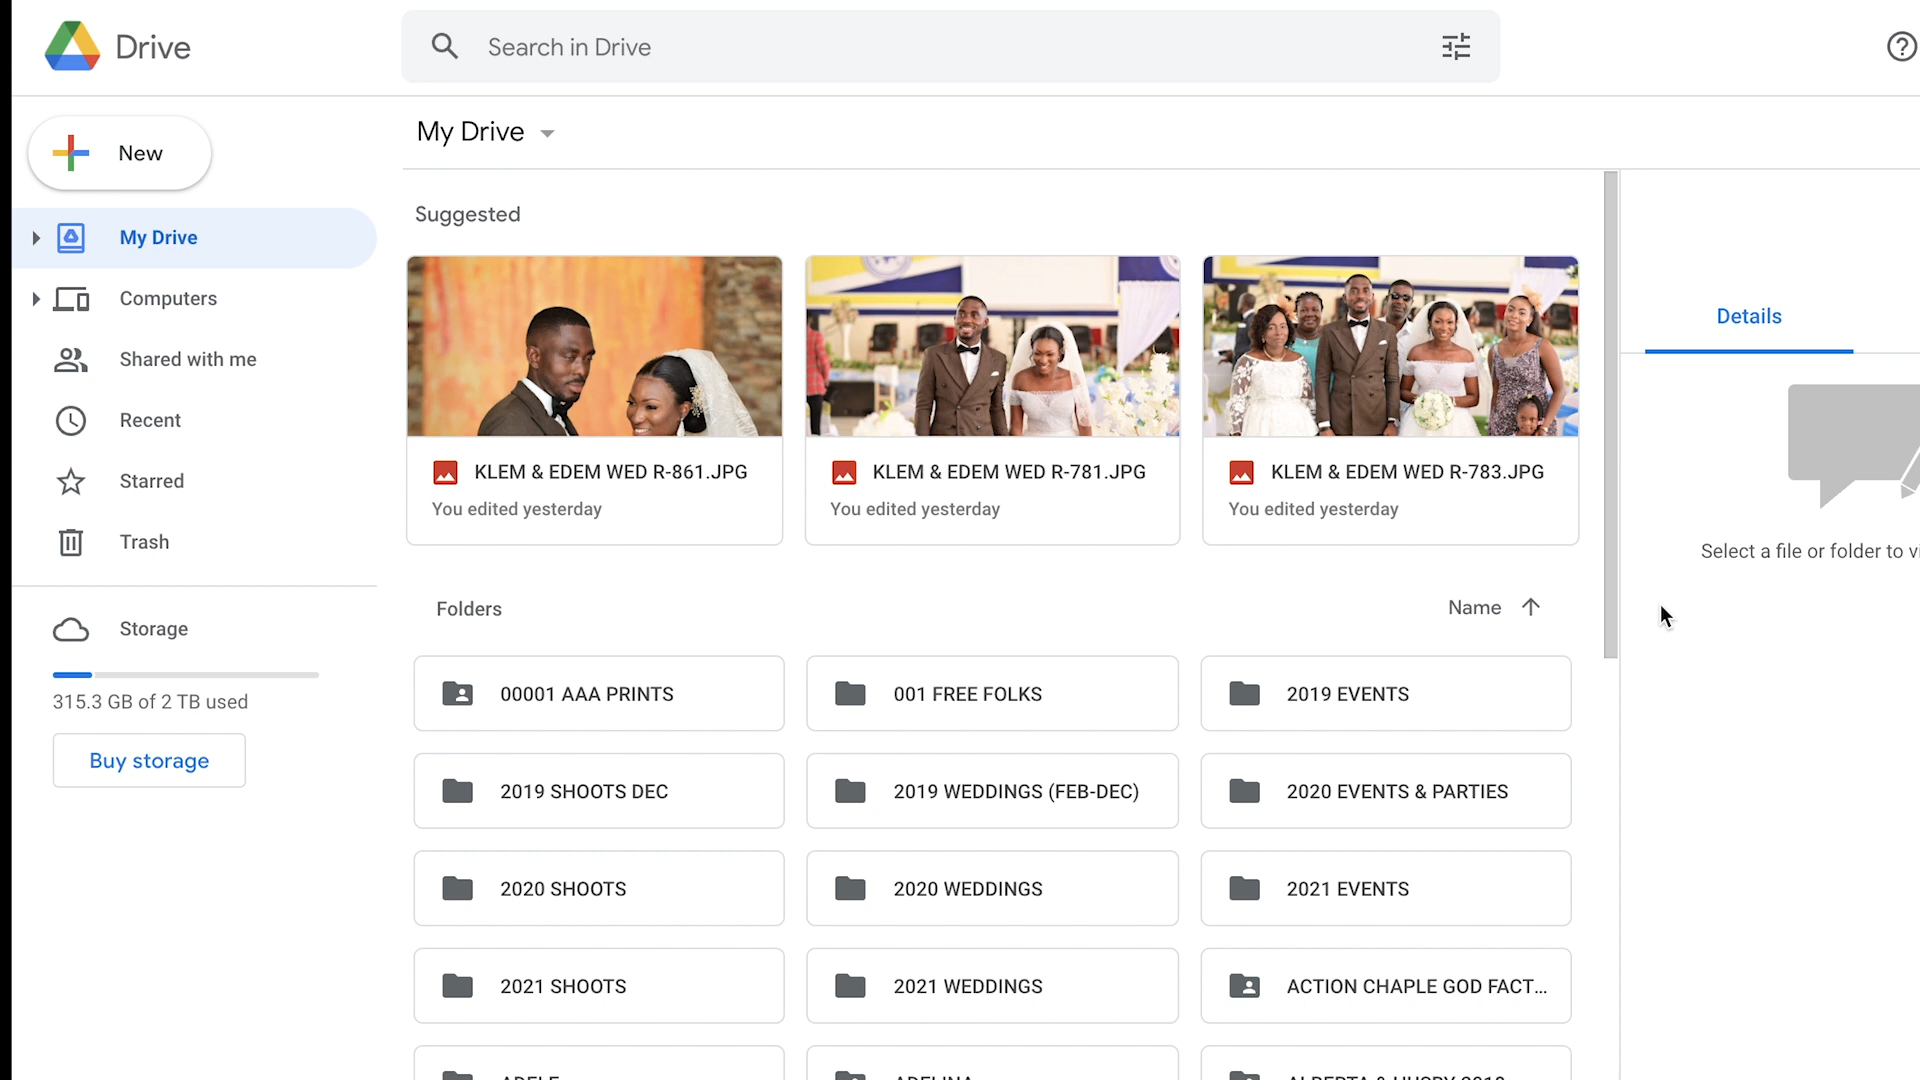 Drive
Search in Drive
New
My Drive
My Drive
Computers
Shared with me
Recent
Starred
Trash
Storage
315.3 GB of 2 TB used
Buy storage
Suggested
KLEM & EDEM WED R-861.JPG
You edited yesterday
KLEM & EDEM WED R-781.JPG
You edited yesterday
KLEM & EDEM WED R-783.JPG
You edited yesterday
Folders
Name
00001 AAA PRINTS
001 FREE FOLKS
2019 EVENTS
2019 SHOOTS DEC
2019 WEDDINGS (FEB-DEC)
2020 EVENTS & PARTIES
2020 SHOOTS
2020 WEDDINGS
2021 EVENTS
2021 SHOOTS
2021 WEDDINGS
ACTION CHAPLE GOD FACT...
Details
Select a file or folder to